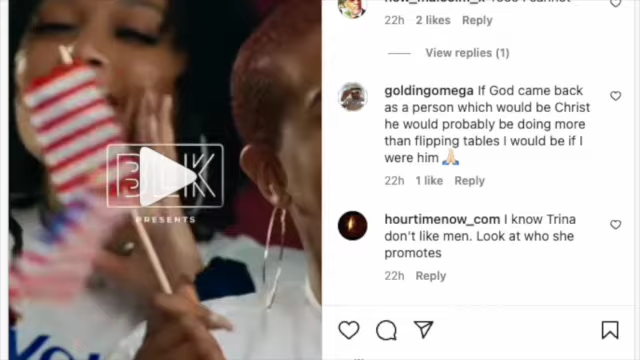 BLK
PRESENTS
22h 2 likes Reply
View replies (1)
goldingomega If God came back
as a person which would be Christ
he would probably be doing more
than flipping tables I would be if I
were him 🙏🏻
22h 1 like Reply
hourtimenow_com I know Trina
don't like men. Look at who she
promotes
22h Reply